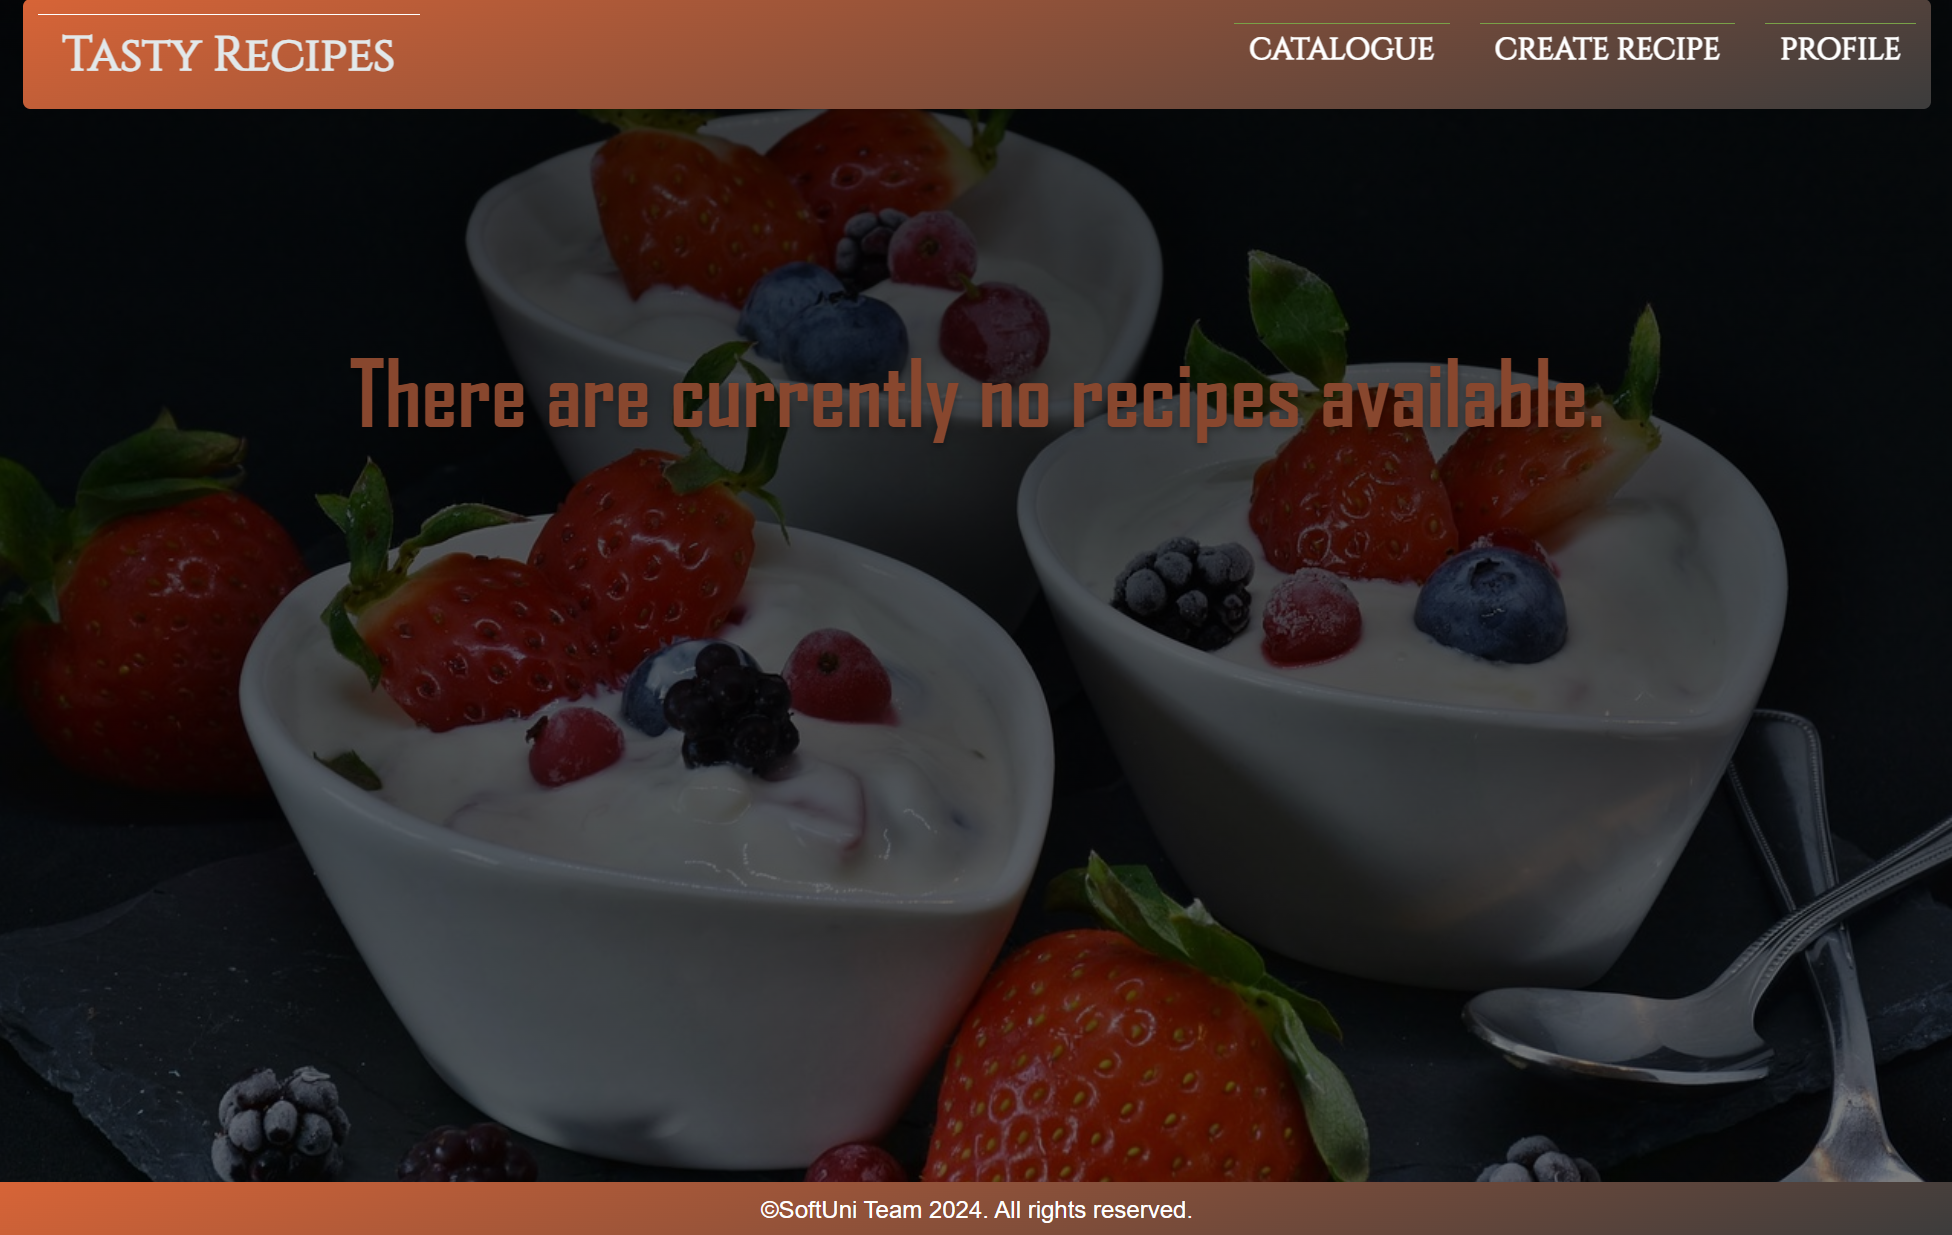 Tasty Recipes
CATALOGUE CREATE RECIPE PROFILE
There are currently no recipes available.
©SoftUni Team 2024. All rights reserved.